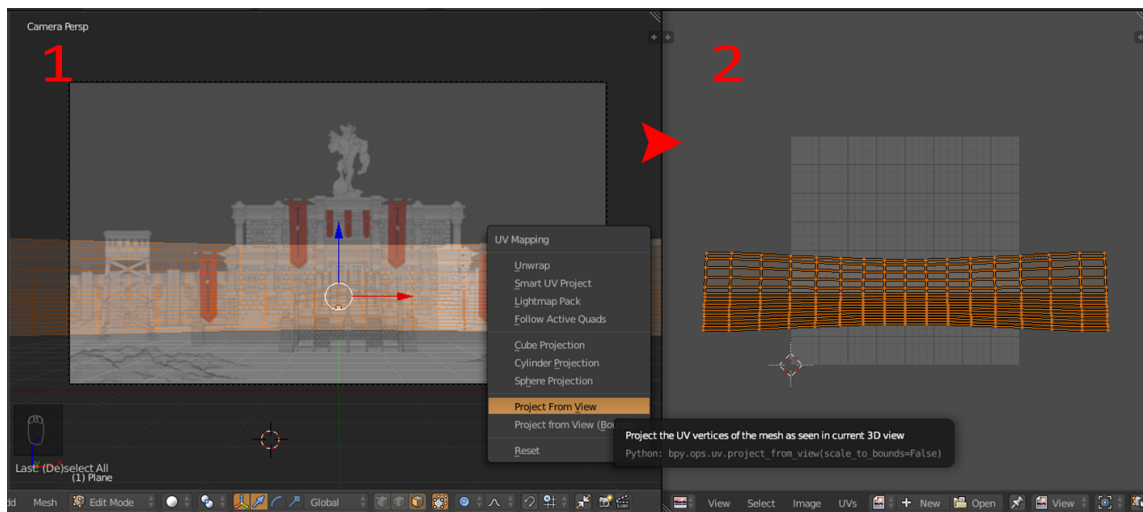 Camera Persp
1
2
UV Mapping
Unwrap
Smart UV Project
Lightmap Pack
Follow Active Quads
Cube Projection
Cylinder Projection
Sphere Projection
Project From View
Project from View (Bou
Reset
Project the UV vertices of the mesh as seen in current 3D view
Python: bpy.ops.uv.project_from_view(scale_to_bounds=False)
Last: (De)select All
(1) Plane
dd Mesh Edit Mode Global
View Select Image UVs New Open View